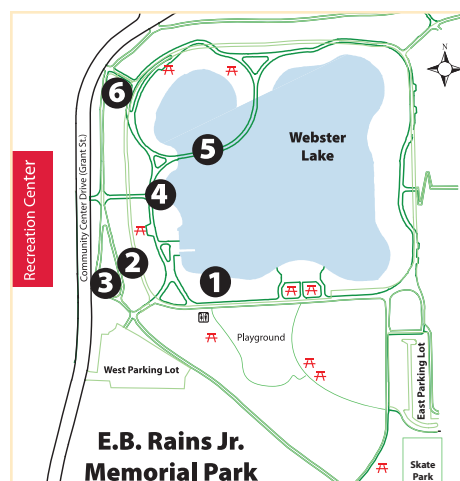 N
6
Webster
Lake
5
Community Center Drive (Grant St.)
Recreation Center
4
2
3
1
Playground
West Parking Lot
East Parking Lot
E.B. Rains Jr.
Memorial Park
Skate
Park